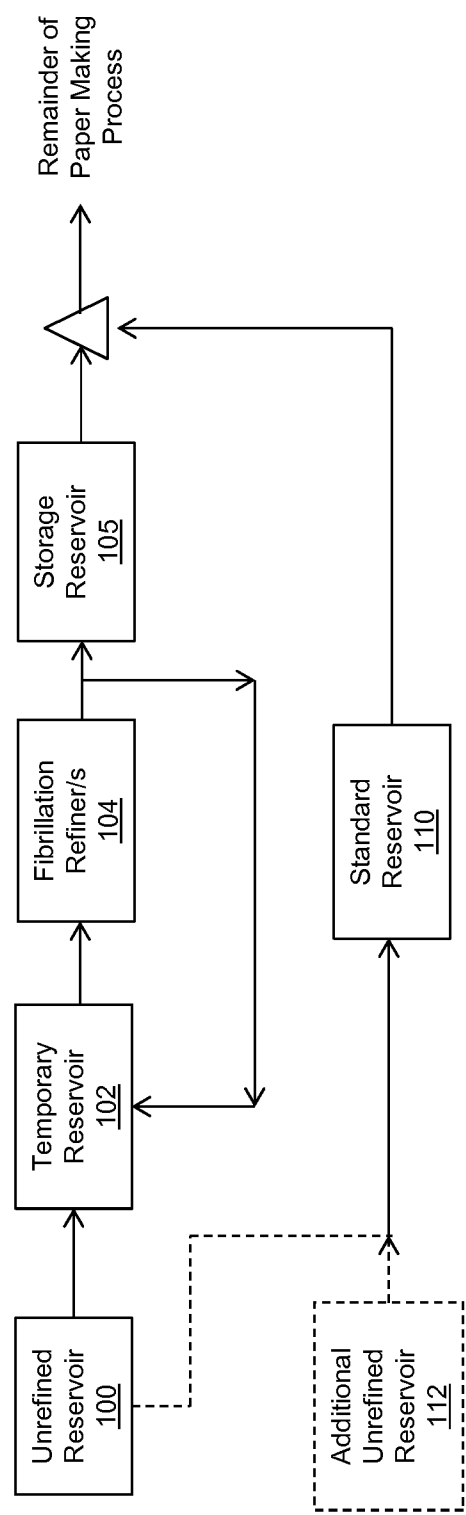 Unrefined
Reservoir
100
Temporary
Reservoir
102
Fibrillation
Refiner/s
104
Storage
Reservoir
105
Remainder of
Paper Making
Process
Additional
Unrefined
Reservoir
112
Standard
Reservoir
110